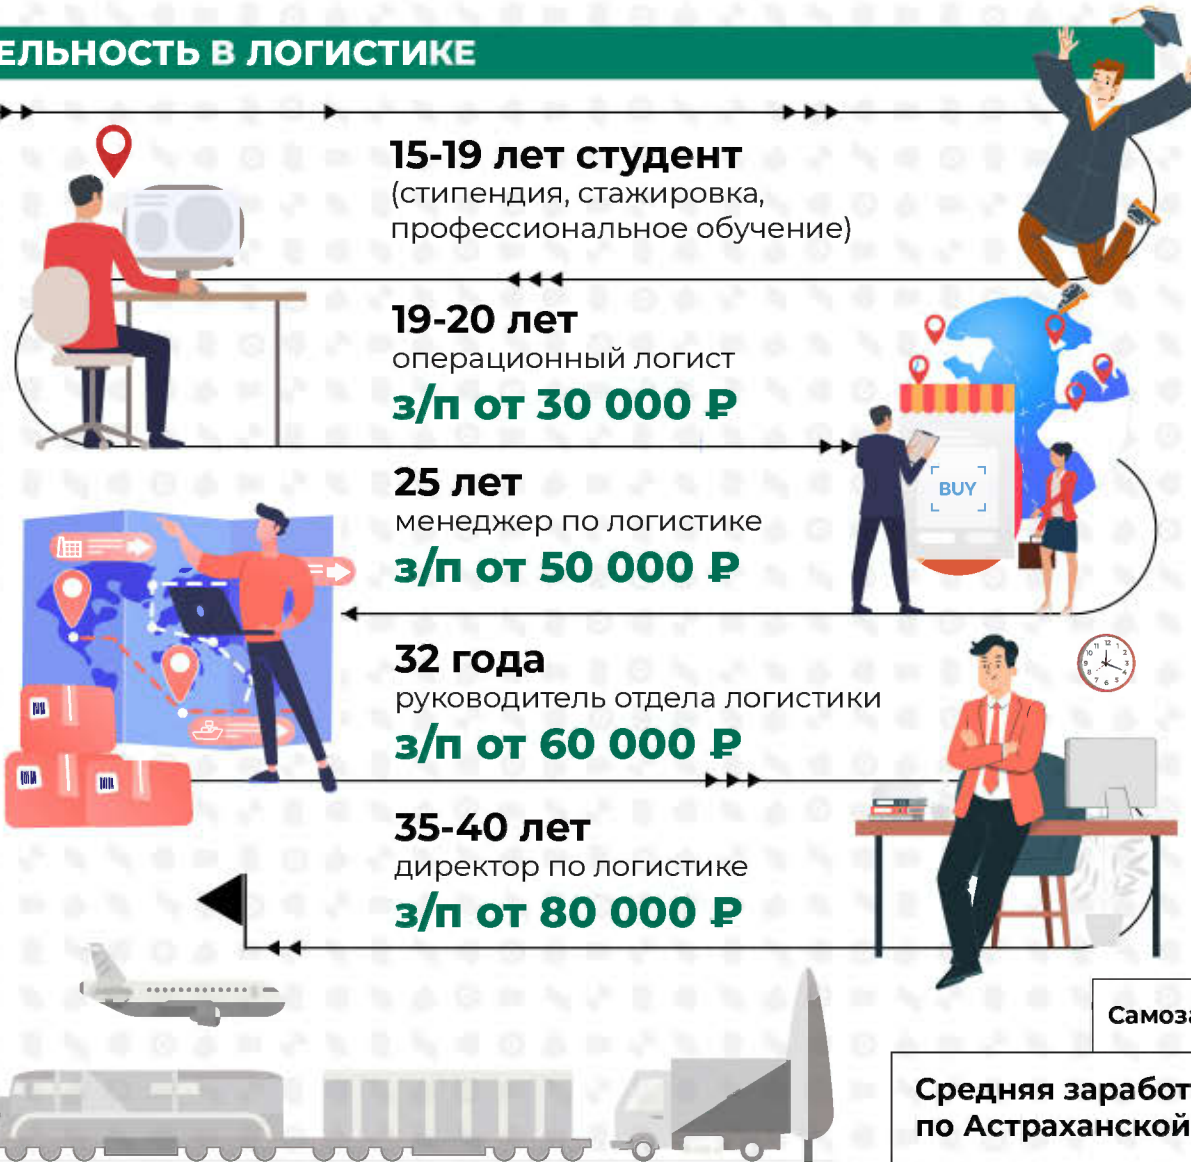 ЕЛЬНОСТЬ В ЛОГИСТИКЕ
15-19 лет студент
(стипендия, стажировка,
профессиональное обучение)
19-20 лет
операционный логист
з/п от 30 000 ₽
BUY
25 лет
менеджер по логистике
з/п от 50 000 ₽
32 года
руководитель отдела логистики
з/п от 60 000 ₽
35-40 лет
директор по логистике
з/п от 80 000 ₽
Самоза
Средняя заработ
по Астраханской